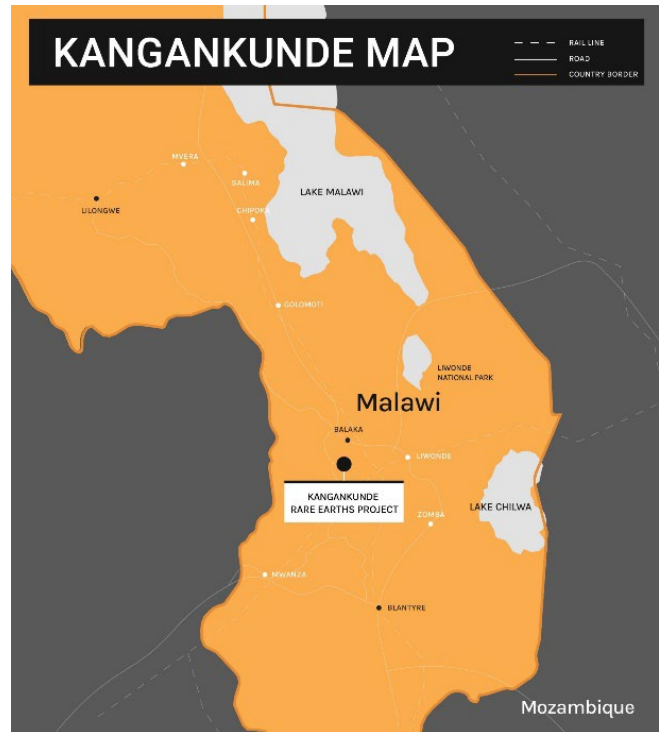 KANGANKUNDE MAP
RAIL LINE
ROAD
COUNTRY BORDER
MVERA
SALIMA
LAKE MALAWI
LILONGWE
CHIPOKA
GOLOMOTI
LIWONDE
NATIONAL PARK
Malawi
BALAKA
LIWONDE
KANGANKUNDE
RARE EARTHS PROJECT
LAKE CHILWA
ZOMBA
MWANZA
BLANTYRE
Mozambique